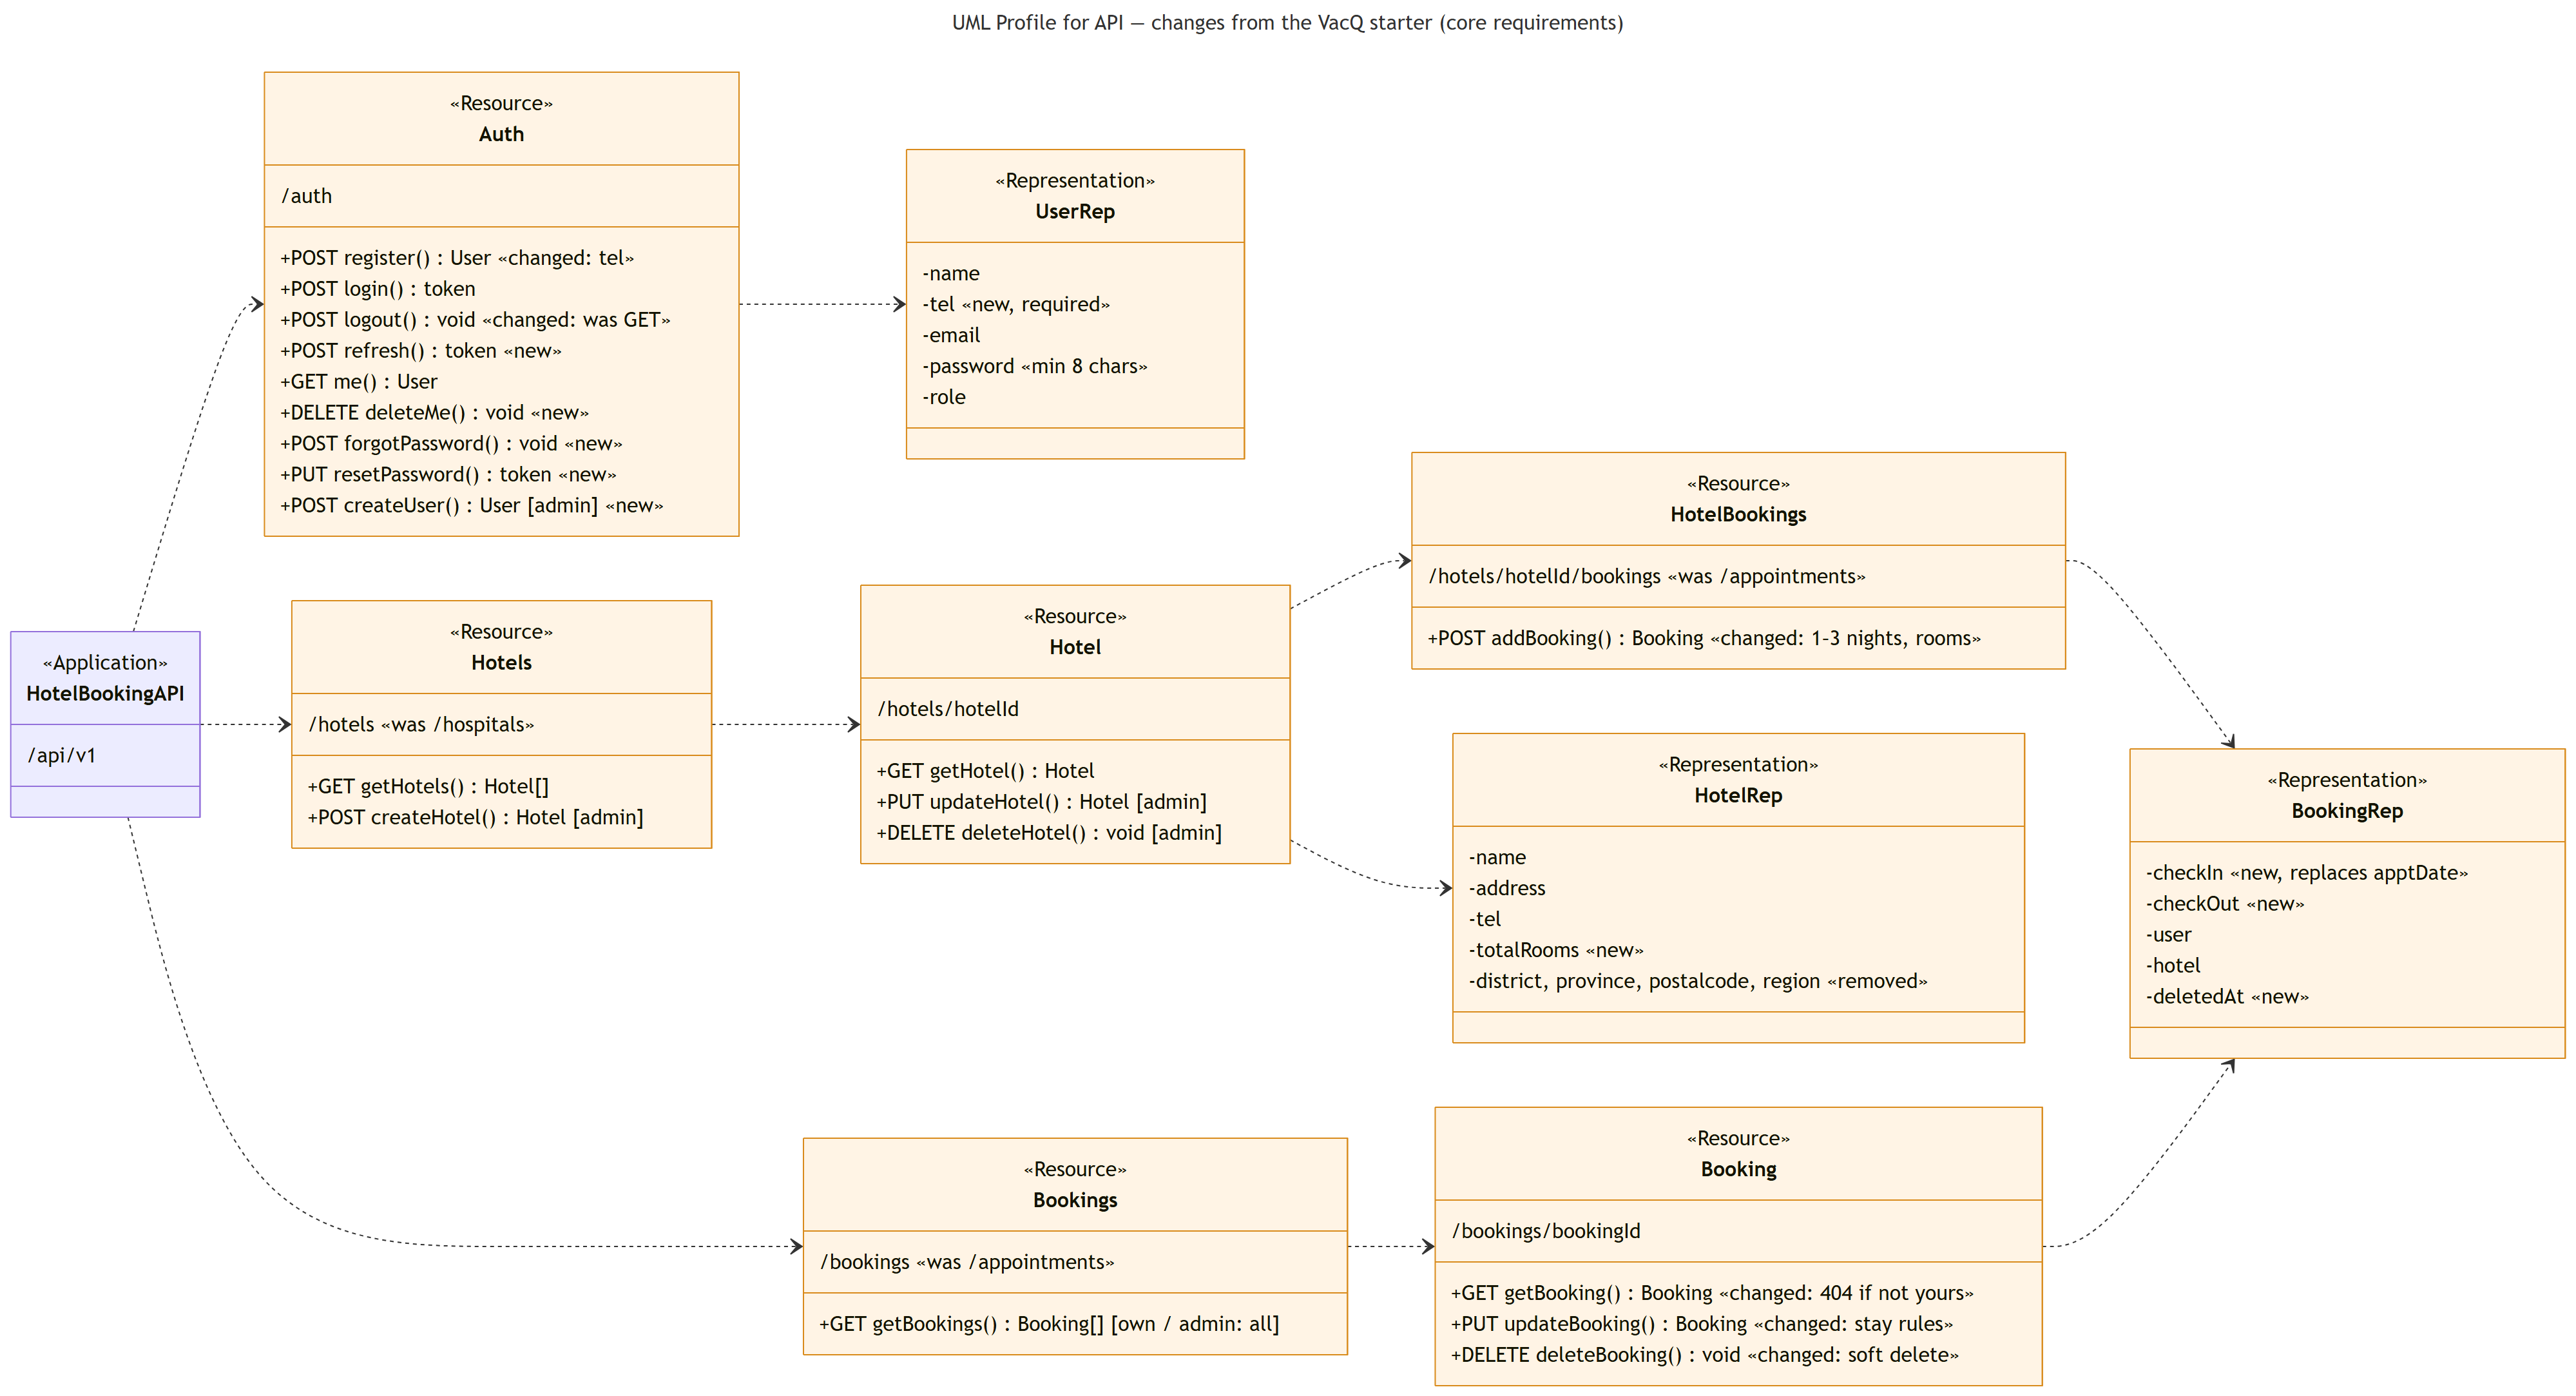 UML Profile for API — changes from the VacQ starter (core requirements)
«Resource»
Auth
/auth
+POST register() : User «changed: tel»
+POST login() : token
+POST logout() : void «changed: was GET»
+POST refresh() : token «new»
+GET me() : User
+DELETE deleteMe() : void «new»
+POST forgotPassword() : void «new»
+PUT resetPassword() : token «new»
+POST createUser() : User [admin] «new»
«Representation»
UserRep
-name
-tel «new, required»
-email
-password «min 8 chars»
-role
«Application»
HotelBookingAPI
/api/v1
«Resource»
Hotels
/hotels «was /hospitals»
+GET getHotels() : Hotel[]
+POST createHotel() : Hotel [admin]
«Resource»
Hotel
/hotels/hotelId
+GET getHotel() : Hotel
+PUT updateHotel() : Hotel [admin]
+DELETE deleteHotel() : void [admin]
«Resource»
HotelBookings
/hotels/hotelId/bookings «was /appointments»
+POST addBooking() : Booking «changed: 1-3 nights, rooms»
«Representation»
HotelRep
-name
-address
-tel
-totalRooms «new»
-district, province, postalcode, region «removed»
«Representation»
BookingRep
-checkIn «new, replaces apptDate»
-checkOut «new»
-user
-hotel
-deletedAt «new»
«Resource»
Bookings
/bookings «was /appointments»
+GET getBookings() : Booking[] [own / admin: all]
«Resource»
Booking
/bookings/bookingId
+GET getBooking() : Booking «changed: 404 if not yours»
+PUT updateBooking() : Booking «changed: stay rules»
+DELETE deleteBooking() : void «changed: soft delete»